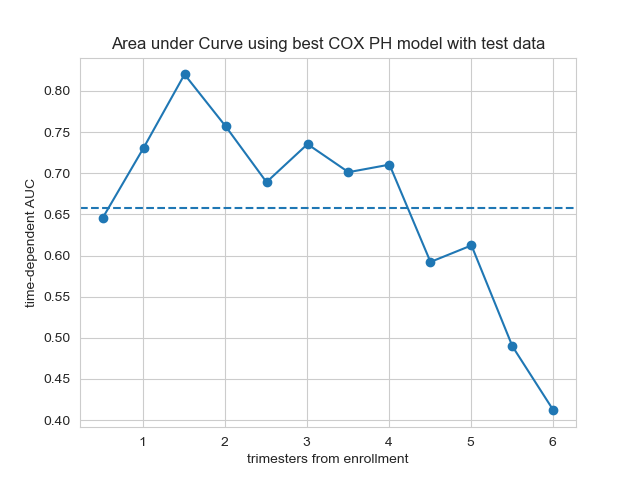 Area under Curve using best COX PH model with test data
time-dependent AUC
0.80
0.75
0.70
0.65
0.60
0.55
0.50
0.45
0.40
1 2 3 4 5 6
trimesters from enrollment